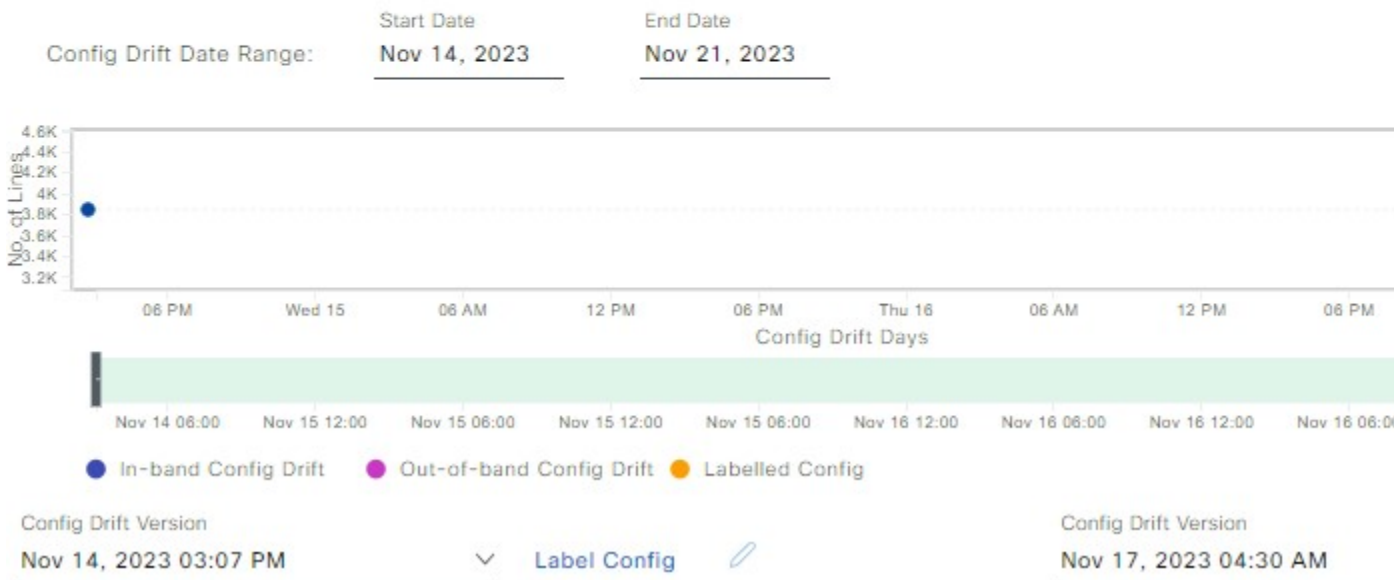 Start Date End Date
Config Drift Date Range: Nov 14, 2023 Nov 21, 2023
No. of Lines
4.6K
4.4K
4.2K
4K
3.8K
3.6K
3.4K
3.2K
06 PM Wed 15 06 AM 12 PM 06 PM Thu 16 06 AM 12 PM 06 PM
Config Drift Days
Nov 14 06:00 Nov 15 12:00 Nov 15 06:00 Nov 15 12:00 Nov 15 06:00 Nov 16 12:00 Nov 16 06:00 Nov 16 12:00 Nov 16 06:00
In-band Config Drift Out-of-band Config Drift Labelled Config
Config Drift Version Config Drift Version
Nov 14, 2023 03:07 PM Label Config Nov 17, 2023 04:30 AM